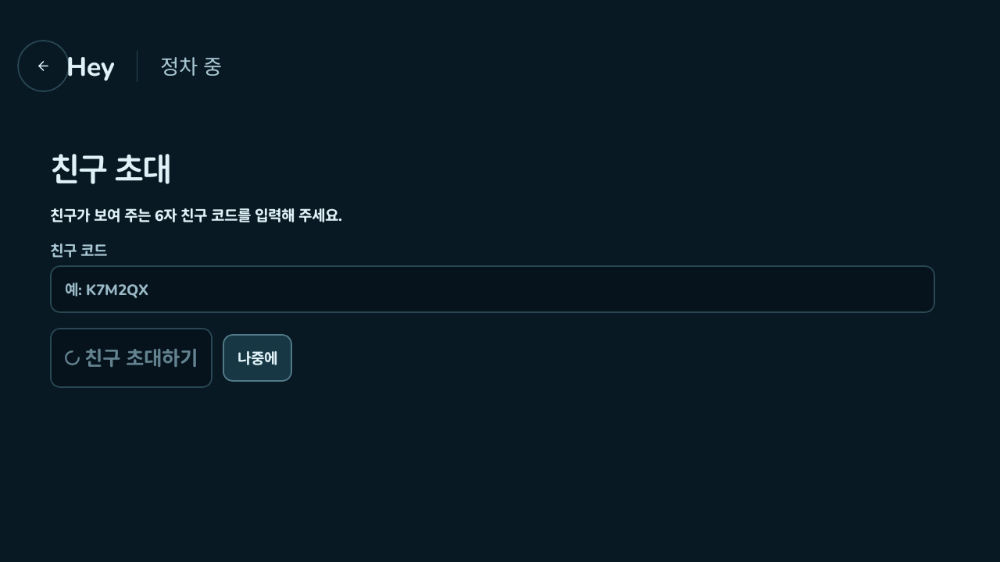 Hey 정차 중
친구 초대
친구가 보여 주는 6자 친구 코드를 입력해 주세요.
친구 코드
예: K7M2QX
친구 초대하기 나중에